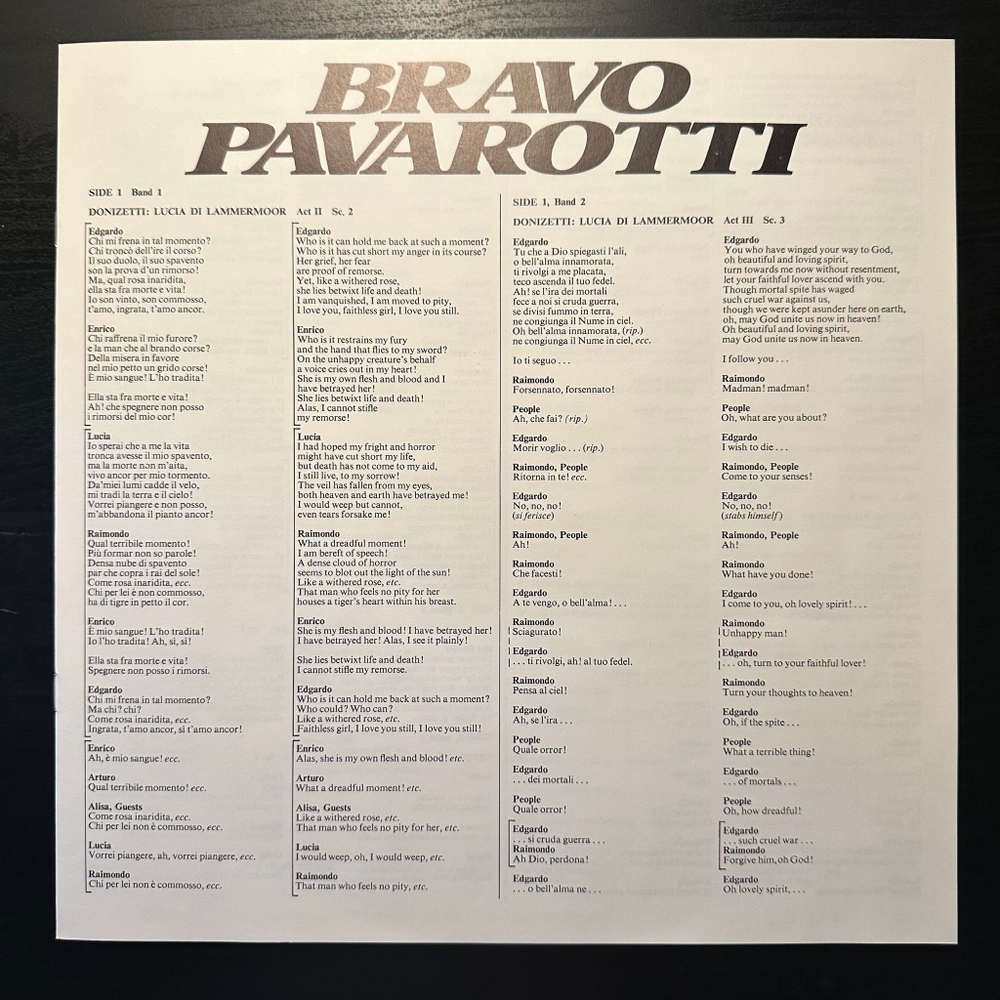 BRAVO
PAVAROTTI
SIDE 1 Band 1
DONIZETTI: LUCIA DI LAMMERMOOR Act II Sc. 2
Edgardo
Chi mi frena in tal momento?
Chi troncò dell'ire il corso?
Il suo duolo, il suo spavento
son la prova d'un rimorso!
Ma, qual rosa inaridita,
ella sta fra morte e vita!
Io son vinto, son commosso,
t'amo, ingrata, t'amo ancor.
Enrico
Chi raffrena il mio furore?
e la man che al brando corse?
Della misera in favore
nel mio petto un grido corse!
È mio sangue! L'ho tradita!
Ella sta fra morte e vita!
Ah! che spegnere non posso
i rimorsi del mio cor!
Lucia
Io sperai che a me la vita
tronca avesse il mio spavento,
ma la morte non m'aita,
vivo ancor per mio tormento.
Da'miei lumi cadde il velo,
mi tradì la terra e il cielo!
Vorrei piangere e non posso,
m'abbandona il pianto ancor!
Raimondo
Qual terribile momento!
Più formar non so parole!
Densa nube di spavento
par che copra i rai del sole!
Come rosa inaridita, ecc.
Chi per lei è non commosso,
ha di tigre in petto il cor.
Enrico
È mio sangue! L'ho tradita!
Io l'ho tradita! Ah, sì, sì!
Ella sta fra morte e vita!
Spegnere non posso i rimorsi.
Edgardo
Chi mi frena in tal momento?
Ma chi? chi?
Come rosa inaridita, ecc.
Ingrata, t'amo ancor, sì t'amo ancor!
Enrico
Ah, è mio sangue! ecc.
Arturo
Qual terribile momento! ecc.
Alisa, Guests
Come rosa inaridita, ecc.
Chi per lei non è commosso, ecc.
Lucia
Vorrei piangere, ah, vorrei piangere, ecc.
Raimondo
Chi per lei non è commosso, ecc.
Edgardo
Who is it can hold me back at such a moment?
Who is it has cut short my anger in its course?
Her grief, her fear
are proof of remorse.
Yet, like a withered rose,
she lies betwixt life and death!
I am vanquished, I am moved to pity,
I love you, faithless girl, I love you still.
Enrico
Who is it restrains my fury
and the hand that flies to my sword?
On the unhappy creature's behalf
a voice cries out in my heart!
She is my own flesh and blood and I
have betrayed her!
She lies betwixt life and death!
Alas, I cannot stifle
my remorse!
Lucia
I had hoped my fright and horror
might have cut short my life,
but death has not come to my aid,
I still live, to my sorrow!
The veil has fallen from my eyes,
both heaven and earth have betrayed me!
I would weep but cannot,
even tears forsake me!
Raimondo
What a dreadful moment!
I am bereft of speech!
A dense cloud of horror
seems to blot out the light of the sun!
Like a withered rose, etc.
That man who feels no pity for her
houses a tiger's heart within his breast.
Enrico
She is my flesh and blood! I have betrayed her!
I have betrayed her! Alas, I see it plainly!
She lies betwixt life and death!
I cannot stifle my remorse.
Edgardo
Who is it can hold me back at such a moment?
Who could? Who can?
Like a withered rose, etc.
Faithless girl, I love you still, I love you still!
Enrico
Alas, she is my own flesh and blood! etc.
Arturo
What a dreadful moment! etc.
Alisa, Guests
Like a withered rose, etc.
That man who feels no pity for her, etc.
Lucia
I would weep, oh, I would weep, etc.
Raimondo
That man who feels no pity, etc.
SIDE 1, Band 2
DONIZETTI: LUCIA DI LAMMERMOOR Act III Sc. 3
Edgardo
Tu che a Dio spiegasti l'ali,
o bell'alma innamorata,
ti rivolgi a me placata,
teco ascenda il tuo fedel.
Ah! se l'ira dei mortali
fece a noi sì cruda guerra,
se divisi fummo in terra,
ne congiunga il Nume in ciel.
Oh bell'alma innamorata, (rip.)
ne congiunga il Nume in ciel, ecc.
Io ti seguo . . .
Raimondo
Forsennato, forsennato!
People
Ah, che fai? (rip.)
Edgardo
Morir voglio . . . (rip.)
Raimondo, People
Ritorna in te! ecc.
Edgardo
No, no, no!
(si ferisce)
Raimondo, People
Ah!
Raimondo
Che facesti!
Edgardo
A te vengo, o bell'alma! . . .
Raimondo
Sciagurato!
Edgardo
. . . ti rivolgi, ah! al tuo fedel.
Raimondo
Pensa al ciel!
Edgardo
Ah, se l'ira . . .
People
Quale orror!
Edgardo
. . . dei mortali . . .
People
Quale orror!
Edgardo
. . . sì cruda guerra . . .
Raimondo
Ah Dio, perdona!
Edgardo
. . . o bell'alma ne . . .
Edgardo
You who have winged your way to God,
oh beautiful and loving spirit,
turn towards me now without resentment,
let your faithful lover ascend with you.
Though mortal spite has waged
such cruel war against us,
though we were kept asunder here on earth,
oh, may God unite us now in heaven!
Oh beautiful and loving spirit,
may God unite us now in heaven.
I follow you . . .
Raimondo
Madman! madman!
People
Oh, what are you about?
Edgardo
I wish to die . . .
Raimondo, People
Come to your senses!
Edgardo
No, no, no!
(stabs himself)
Raimondo, People
Ah!
Raimondo
What have you done!
Edgardo
I come to you, oh lovely spirit! . . .
Raimondo
Unhappy man!
Edgardo
. . . oh, turn to your faithful lover!
Raimondo
Turn your thoughts to heaven!
Edgardo
Oh, if the spite . . .
People
What a terrible thing!
Edgardo
. . . of mortals . . .
People
Oh, how dreadful!
Edgardo
. . . such cruel war . . .
Raimondo
Forgive him, oh God!
Edgardo
Oh lovely spirit, . . .